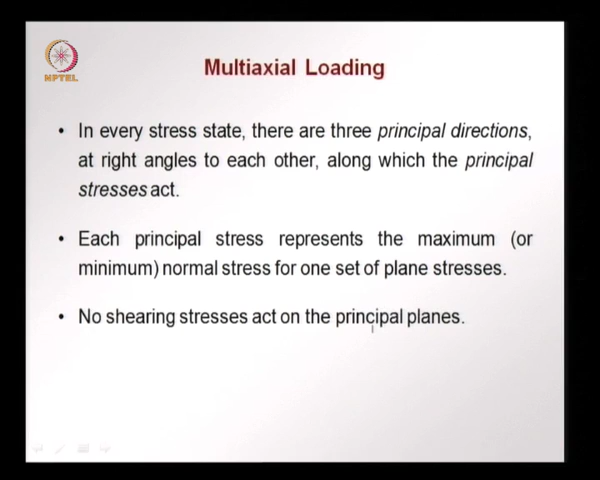 NPTEL
Multiaxial Loading
• In every stress state, there are three principal directions,
at right angles to each other, along which the principal
stresses act.
• Each principal stress represents the maximum (or
minimum) normal stress for one set of plane stresses.
• No shearing stresses act on the principal planes.